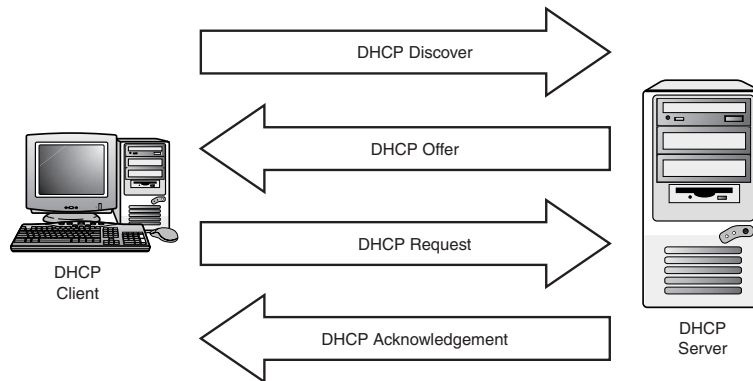 DHCP Discover
DHCP Offer
DHCP Request
DHCP Acknowledgement
DHCP
Client
DHCP
Server